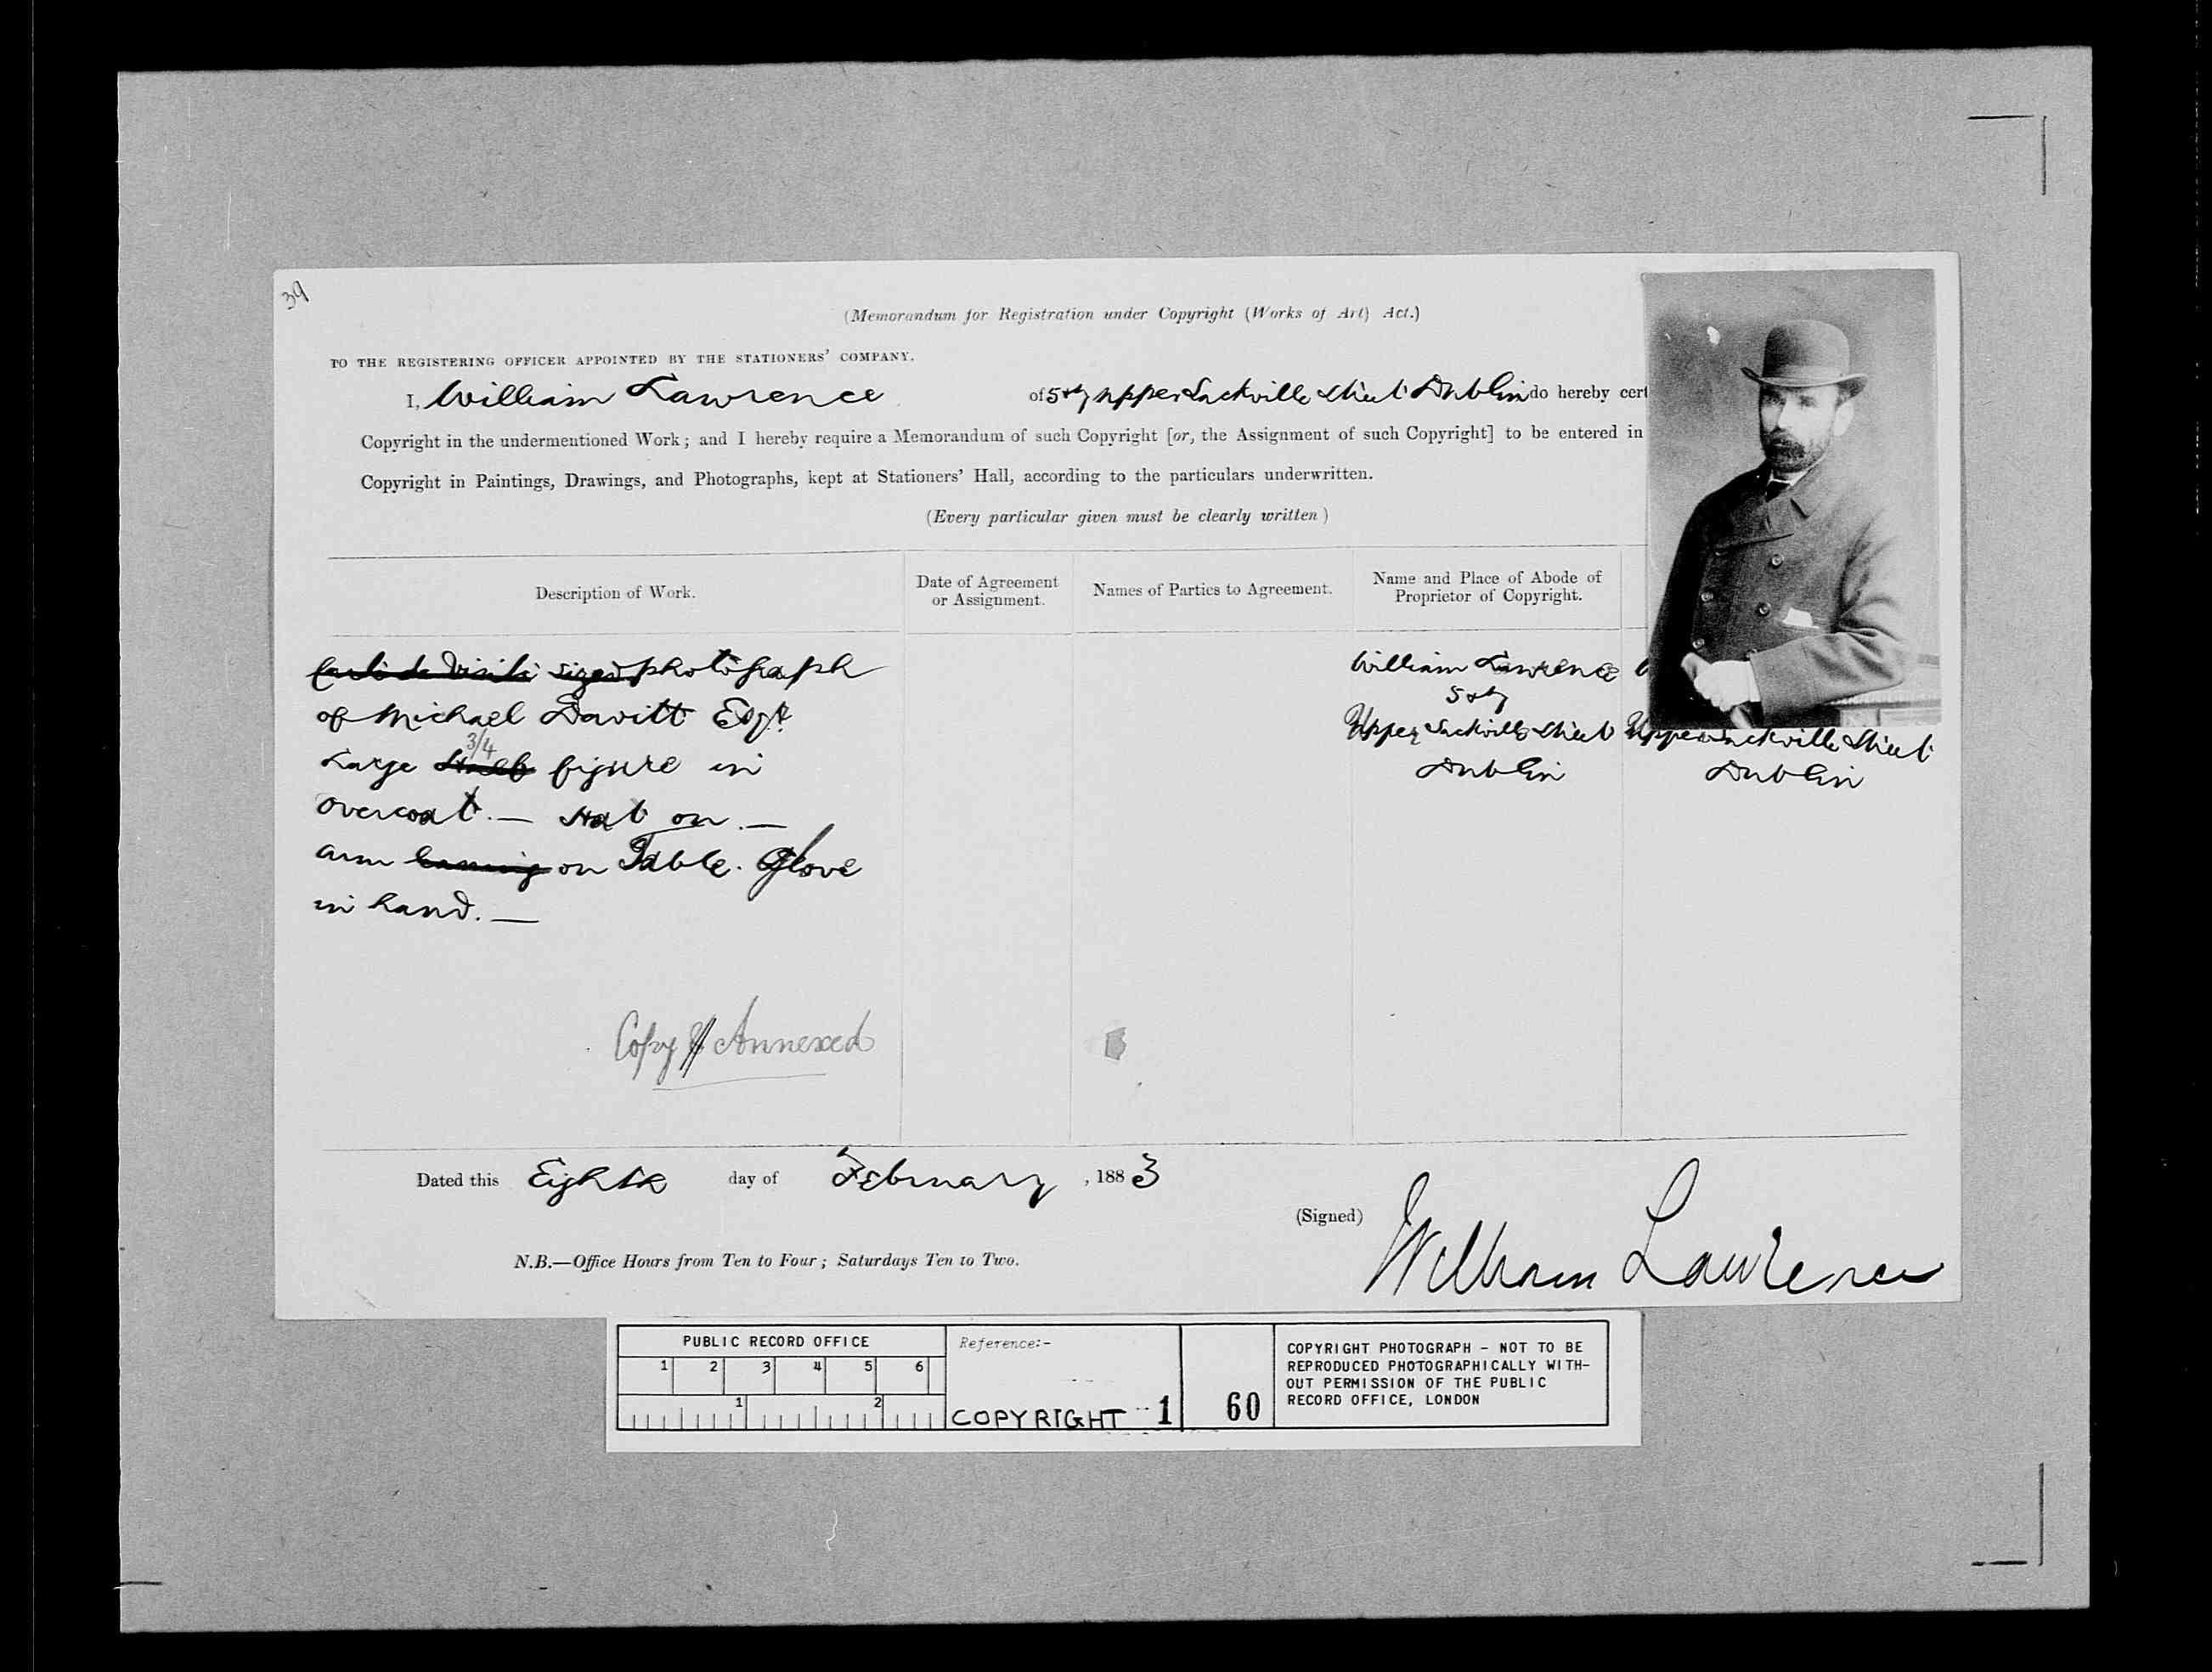 39
(Memorandum for Registration under Copyright (Works of Art) Act.)
TO THE REGISTERING OFFICER APPOINTED BY THE STATIONERS' COMPANY.
I, William Lawrence of 5 & 7 Upper Sackville Street Dublin do hereby cert
Copyright in the undermentioned Work; and I hereby require a Memorandum of such Copyright [or, the Assignment of such Copyright] to be entered in
Copyright in Paintings, Drawings, and Photographs, kept at Stationers' Hall, according to the particulars underwritten.
(Every particular given must be clearly written)
Description of Work.
Date of Agreement
or Assignment.
Names of Parties to Agreement.
Name and Place of Abode of
Proprietor of Copyright.
Carte de Visite sized photograph
of Michael Davitt Esqr.
3/4
Large Half figure in
overcoat. — Hat on. —
arm leaning on Table. Glove
in hand. —
Copy Annexed
William Lawrence
5 & 7
Upper Sackville Street
Dublin
Upper Sackville Street
Dublin
Dated this Eighth day of February, 1883
(Signed)
William Lawrence
N.B.—Office Hours from Ten to Four; Saturdays Ten to Two.
PUBLIC RECORD OFFICE
1 2 3 4 5 6
1 2
Reference:-
COPYRIGHT 1
60
COPYRIGHT PHOTOGRAPH - NOT TO BE
REPRODUCED PHOTOGRAPHICALLY WITH-
OUT PERMISSION OF THE PUBLIC
RECORD OFFICE, LONDON